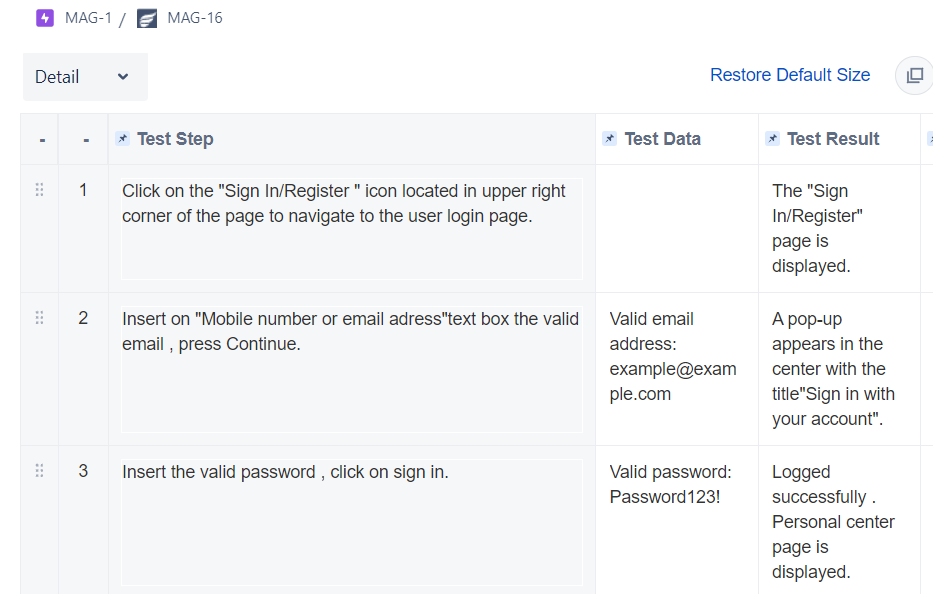 MAG-1 / MAG-16
Detail
Restore Default Size
- - Test Step Test Data Test Result
1 Click on the "Sign In/Register " icon located in upper right
corner of the page to navigate to the user login page.
The "Sign
In/Register"
page is
displayed.
2 Insert on "Mobile number or email adress"text box the valid
email , press Continue.
Valid email
address:
example@exam
ple.com
A pop-up
appears in the
center with the
title"Sign in with
your account".
3 Insert the valid password , click on sign in.
Valid password:
Password123!
Logged
successfully .
Personal center
page is
displayed.